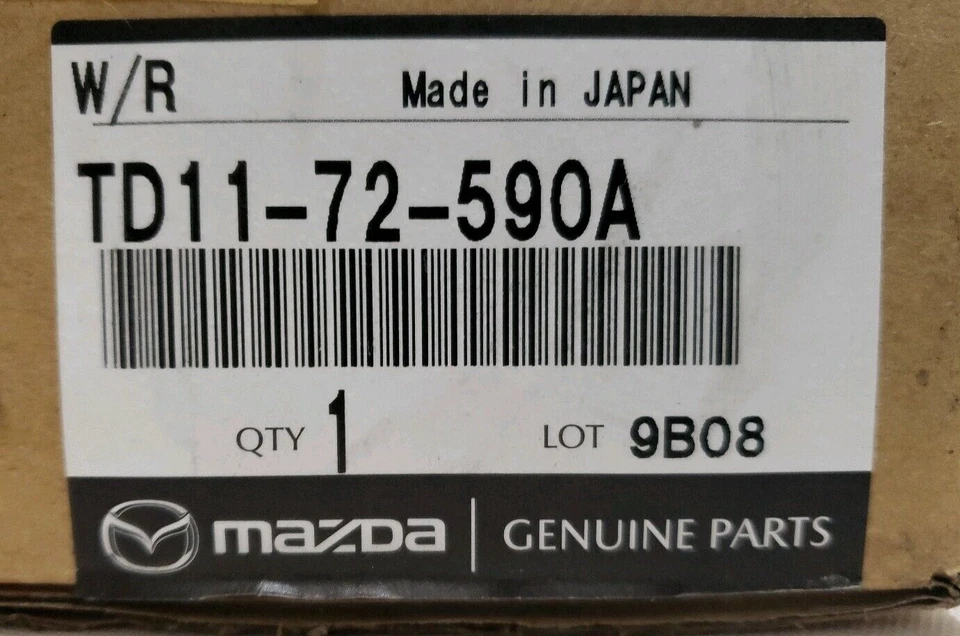 W/R Made in JAPAN
TD11-72-590A
QTY 1 LOT 9B08
mazda GENUINE PARTS